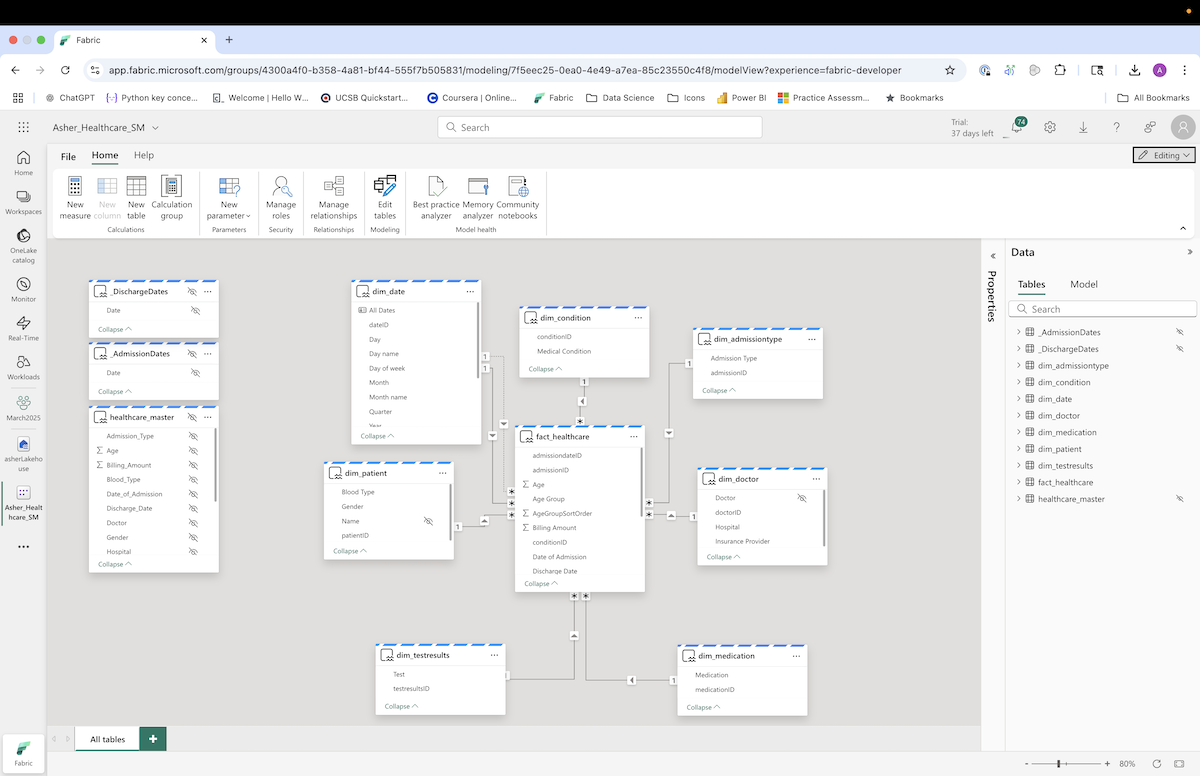 Fabric
app.fabric.microsoft.com/groups/4300a4f0-b358-4a81-bf44-555f7b505831/modeling/7f5eec25-0ea0-4e49-a7ea-85c23550c4f8/modelView?experience=fabric-developer
A
ChatGPT
Python key conce...
Welcome | Hello W...
UCSB Quickstart...
Coursera | Online...
Fabric
Data Science
Icons
Power BI
Practice Assessm...
Bookmarks
All Bookmarks
Asher_Healthcare_SM
Search
Trial:
37 days left
74
File
Home
Help
Editing
New
measure
New
column
New
table
Calculation
group
Calculations
New
parameter
Parameters
Manage
roles
Security
Manage
relationships
Relationships
Edit
tables
Modeling
Best practice
analyzer
Memory
analyzer
Community
notebooks
Model health
Home
Workspaces
OneLake
catalog
Monitor
Real-Time
Workloads
March2025
asherLakeho
use
Asher_Healt
hcare_SM
Fabric
_DischargeDates
Date
Collapse
_AdmissionDates
Date
Collapse
healthcare_master
Admission_Type
Age
Billing_Amount
Blood_Type
Date_of_Admission
Discharge_Date
Doctor
Gender
Hospital
Collapse
dim_date
All Dates
dateID
Day
Day name
Day of week
Month
Month name
Quarter
Year
Collapse
1
1
dim_patient
Blood Type
Gender
Name
patientID
Collapse
1
dim_condition
conditionID
Medical Condition
Collapse
1
*
fact_healthcare
admissiondateID
admissionID
Age
Age Group
AgeGroupSortOrder
Billing Amount
conditionID
Date of Admission
Discharge Date
Collapse
*
*
*
*
*
*
*
dim_admissiontype
Admission Type
admissionID
Collapse
1
dim_doctor
Doctor
doctorID
Hospital
Insurance Provider
Collapse
1
dim_testresults
Test
testresultsID
Collapse
dim_medication
Medication
medicationID
Collapse
1
Properties
Data
Tables
Model
Search
_AdmissionDates
_DischargeDates
dim_admissiontype
dim_condition
dim_date
dim_doctor
dim_medication
dim_patient
dim_testresults
fact_healthcare
healthcare_master
All tables
+
- + 80%